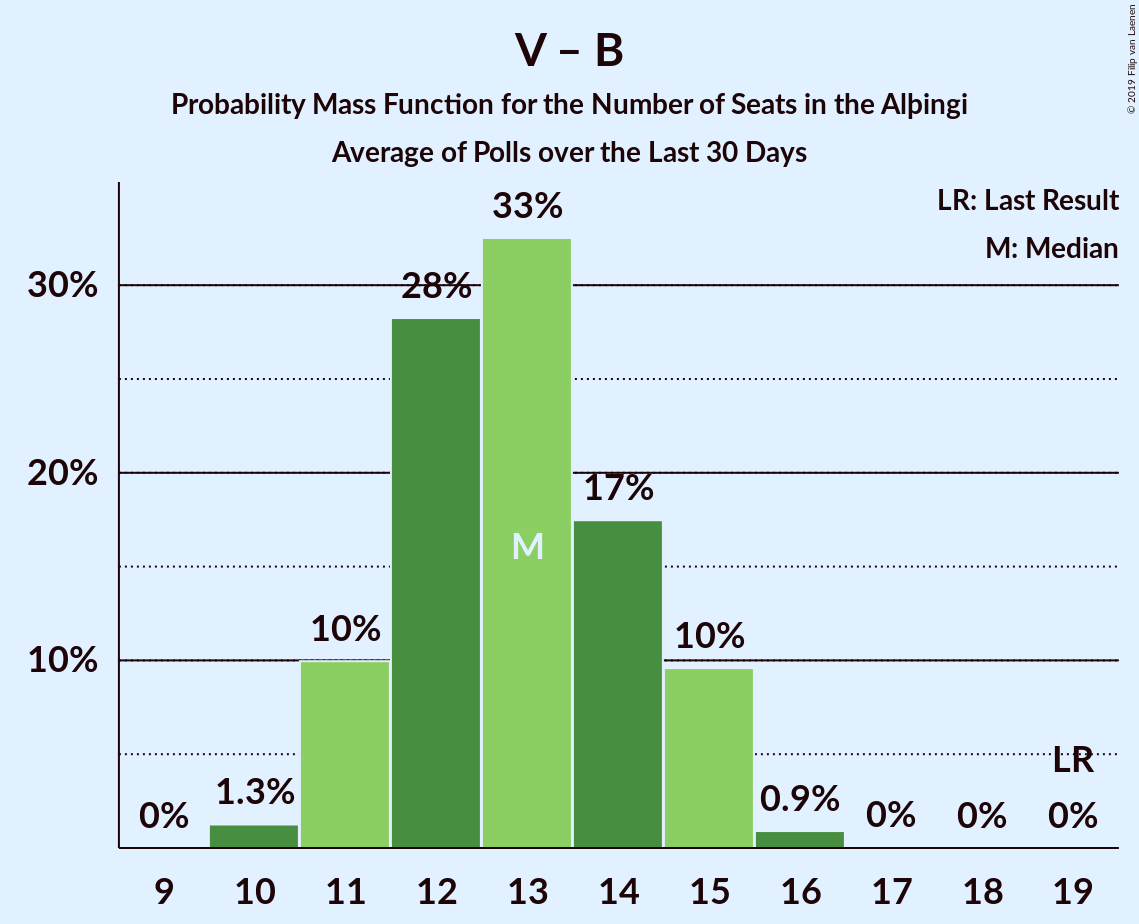 V – B
Probability Mass Function for the Number of Seats in the Alþingi
Average of Polls over the Last 30 Days
© 2019 Filip van Laenen
LR: Last Result
M: Median
33%
30%
28%
20%
17%
M
10%
10%
10%
LR
1.3%
0.9%
0%
0%
0%
0%
9 10 11 12 13 14 15 16 17 18 19